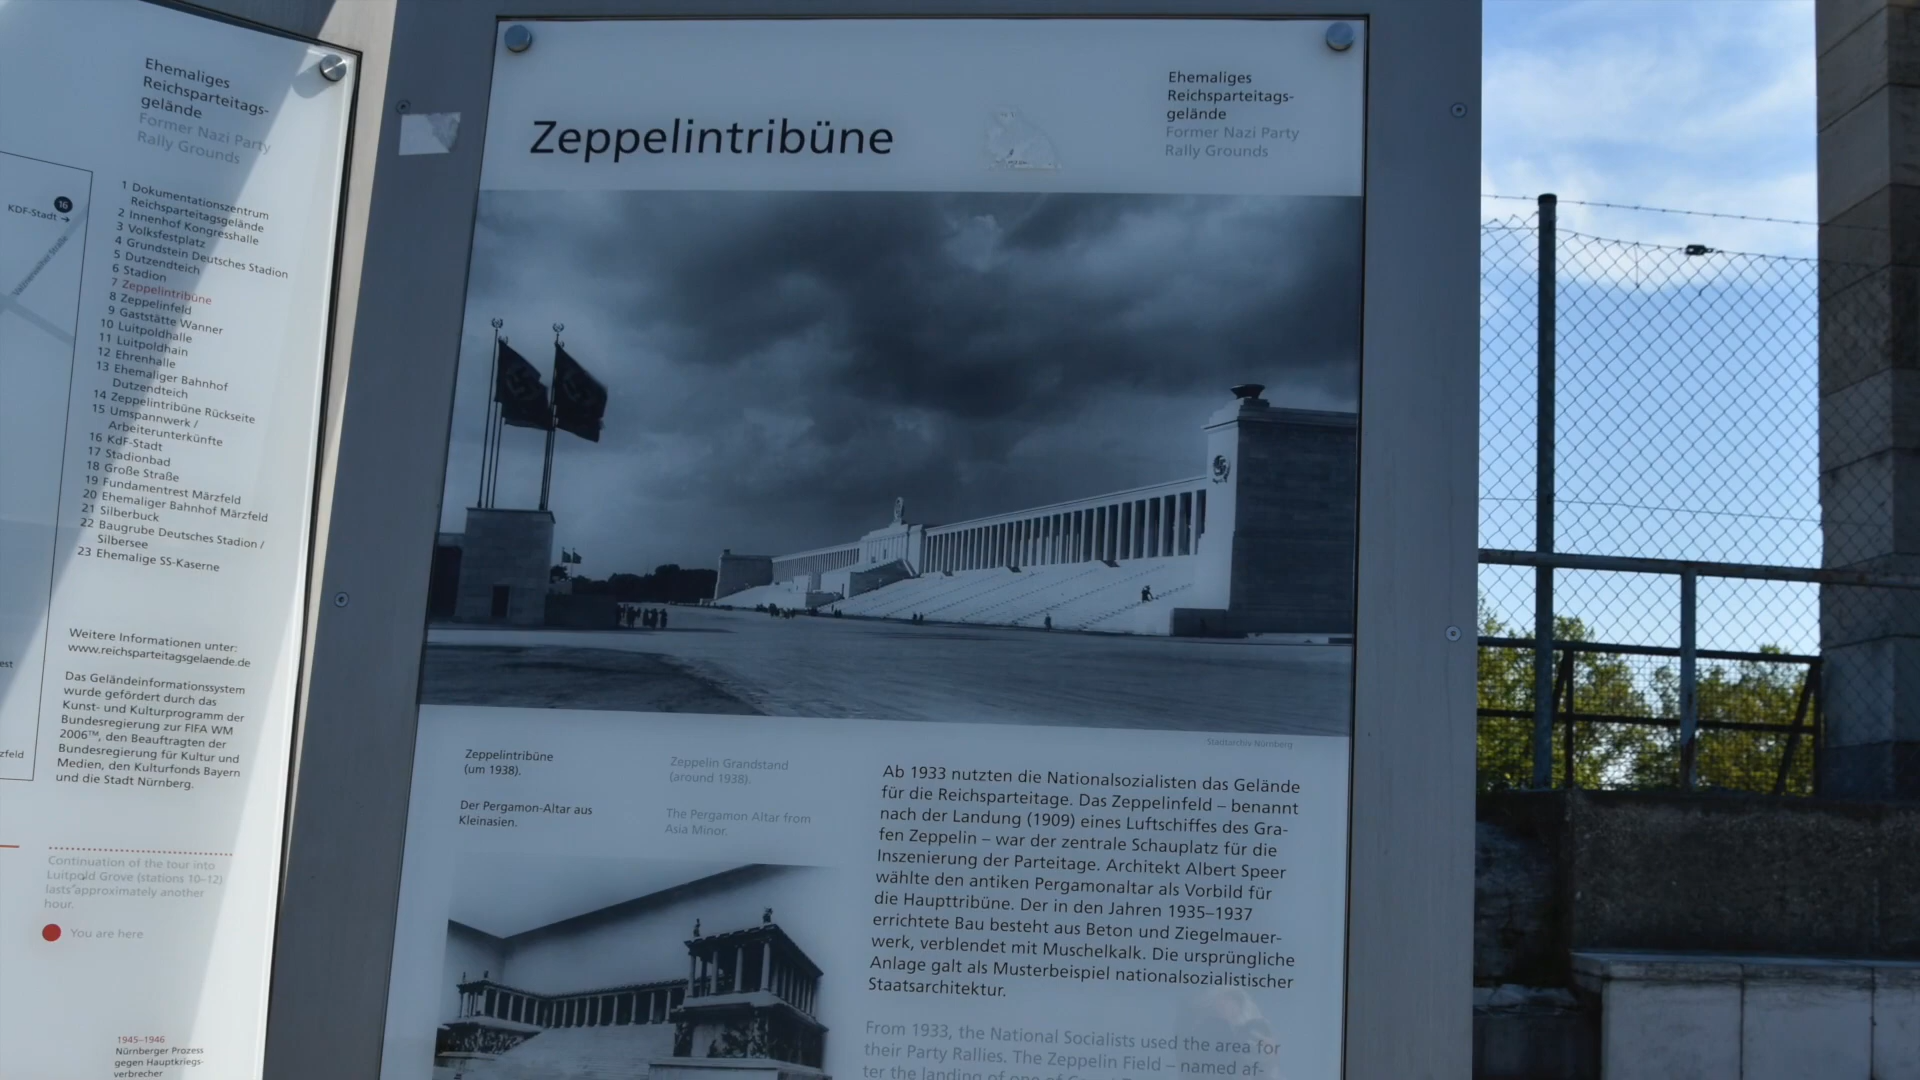 Ehemaliges
Reichsparteitags-
gelände
Former Nazi Party
Rally Grounds
16
KDF-Stadt →
1 Dokumentationszentrum
Reichsparteitagsgelände
2 Innenhof Kongresshalle
3 Volksfestplatz
4 Grundstein Deutsches Stadion
5 Dutzendteich
6 Stadion
7 Zeppelintribüne
8 Zeppelinfeld
9 Gaststätte Wanner
10 Luitpoldhalle
11 Luitpoldhain
12 Ehrenhalle
13 Ehemaliger Bahnhof
Dutzendteich
14 Zeppelintribüne Rückseite
15 Umspannwerk /
Arbeiterunterkünfte
16 KdF-Stadt
17 Stadionbad
18 Große Straße
19 Fundamentrest Märzfeld
20 Ehemaliger Bahnhof Märzfeld
21 Silberbuck
22 Baugrube Deutsches Stadion /
Silbersee
23 Ehemalige SS-Kaserne
Weitere Informationen unter:
www.reichsparteitagsgelaende.de
Das Geländeinformationssystem
wurde gefördert durch das
Kunst- und Kulturprogramm der
Bundesregierung zur FIFA WM
2006™, den Beauftragten der
Bundesregierung für Kultur und
Medien, den Kulturfonds Bayern
und die Stadt Nürnberg.
Continuation of the tour into
Luitpold Grove (stations 10–12)
lasts approximately another
hour.
You are here
1945–1946
Nürnberger Prozess
gegen Hauptkriegs-
verbrecher
Zeppelintribüne
Ehemaliges
Reichsparteitags-
gelände
Former Nazi Party
Rally Grounds
Stadtarchiv Nürnberg
Zeppelintribüne
(um 1938).
Zeppelin Grandstand
(around 1938).
Der Pergamon-Altar aus
Kleinasien.
The Pergamon Altar from
Asia Minor.
Ab 1933 nutzten die Nationalsozialisten das Gelände
für die Reichsparteitage. Das Zeppelinfeld – benannt
nach der Landung (1909) eines Luftschiffes des Gra-
fen Zeppelin – war der zentrale Schauplatz für die
Inszenierung der Parteitage. Architekt Albert Speer
wählte den antiken Pergamonaltar als Vorbild für
die Haupttribüne. Der in den Jahren 1935–1937
errichtete Bau besteht aus Beton und Ziegelmauer-
werk, verblendet mit Muschelkalk. Die ursprüngliche
Anlage galt als Musterbeispiel nationalsozialistischer
Staatsarchitektur.
From 1933, the National Socialists used the area for
their Party Rallies. The Zeppelin Field – named af-
ter the landing of one of